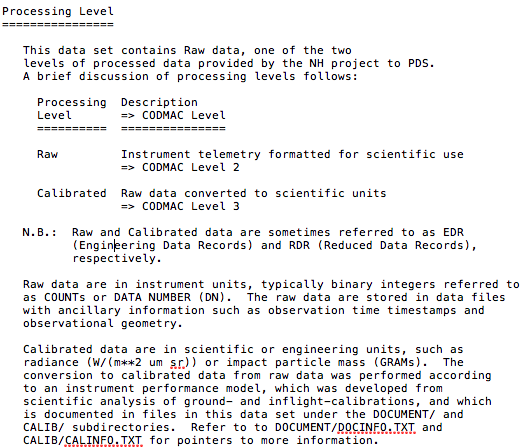 Processing Level
================
This data set contains Raw data, one of the two
levels of processed data provided by the NH project to PDS.
A brief discussion of processing levels follows:
Processing  Description
Level       => CODMAC Level
==========  ===============
Raw         Instrument telemetry formatted for scientific use
            => CODMAC Level 2
Calibrated  Raw data converted to scientific units
            => CODMAC Level 3
N.B.:  Raw and Calibrated data are sometimes referred to as EDR
       (Engineering Data Records) and RDR (Reduced Data Records),
       respectively.
Raw data are in instrument units, typically binary integers referred to
as COUNTs or DATA NUMBER (DN).  The raw data are stored in data files
with ancillary information such as observation time timestamps and
observational geometry.
Calibrated data are in scientific or engineering units, such as
radiance (W/(m**2 um sr)) or impact particle mass (GRAMs).  The
conversion to calibrated data from raw data was performed according
to an instrument performance model, which was developed from
scientific analysis of ground- and inflight-calibrations, and which
is documented in files in this data set under the DOCUMENT/ and
CALIB/ subdirectories.  Refer to to DOCUMENT/DOCINFO.TXT and
CALIB/CALINFO.TXT for pointers to more information.